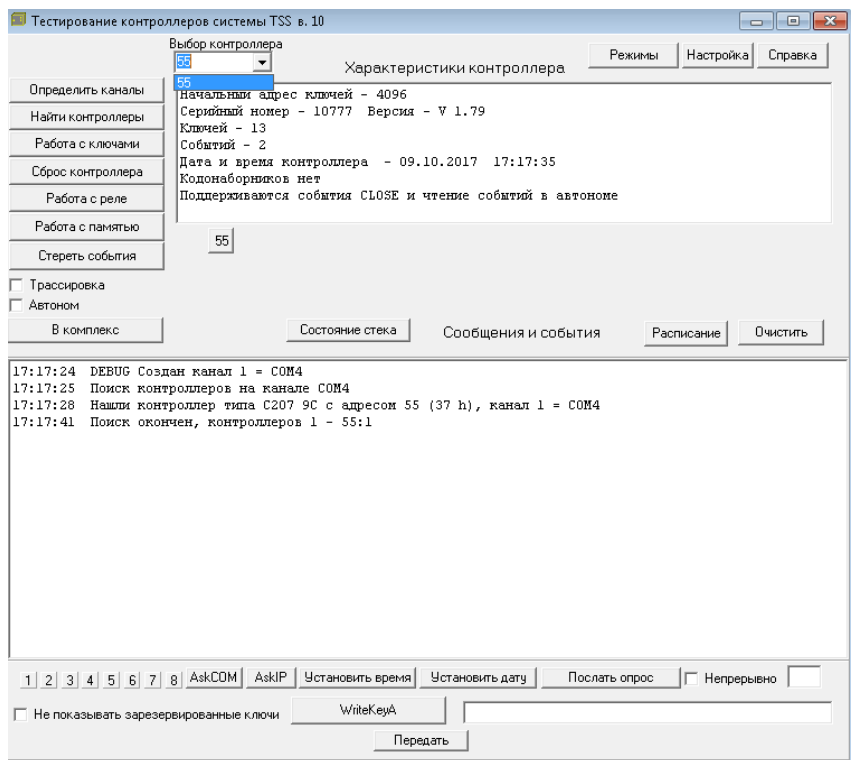 Тестирование контроллеров системы TSS в. 10
Выбор контроллера
55
55
Характеристики контроллера
Режимы
Настройка
Справка
Определить каналы
Найти контроллеры
Работа с ключами
Сброс контроллера
Работа с реле
Работа с памятью
Стереть события
Начальный адрес ключей - 4096
Серийный номер - 10777 Версия - V 1.79
Ключей - 13
Событий - 2
Дата и время контроллера - 09.10.2017 17:17:35
Кодонаборников нет
Поддерживаются события CLOSE и чтение событий в автономе
55
Трассировка
Автоном
В комплекс
Состояние стека
Сообщения и события
Расписание
Очистить
17:17:24 DEBUG Создан канал 1 = COM4
17:17:25 Поиск контроллеров на канале COM4
17:17:28 Нашли контроллер типа C207 9C с адресом 55 (37 h), канал 1 = COM4
17:17:41 Поиск окончен, контроллеров 1 - 55:1
1 2 3 4 5 6 7 8 AskCOM AskIP Установить время Установить дату Послать опрос Непрерывно
Не показывать зарезервированные ключи WriteKeyA
Передать